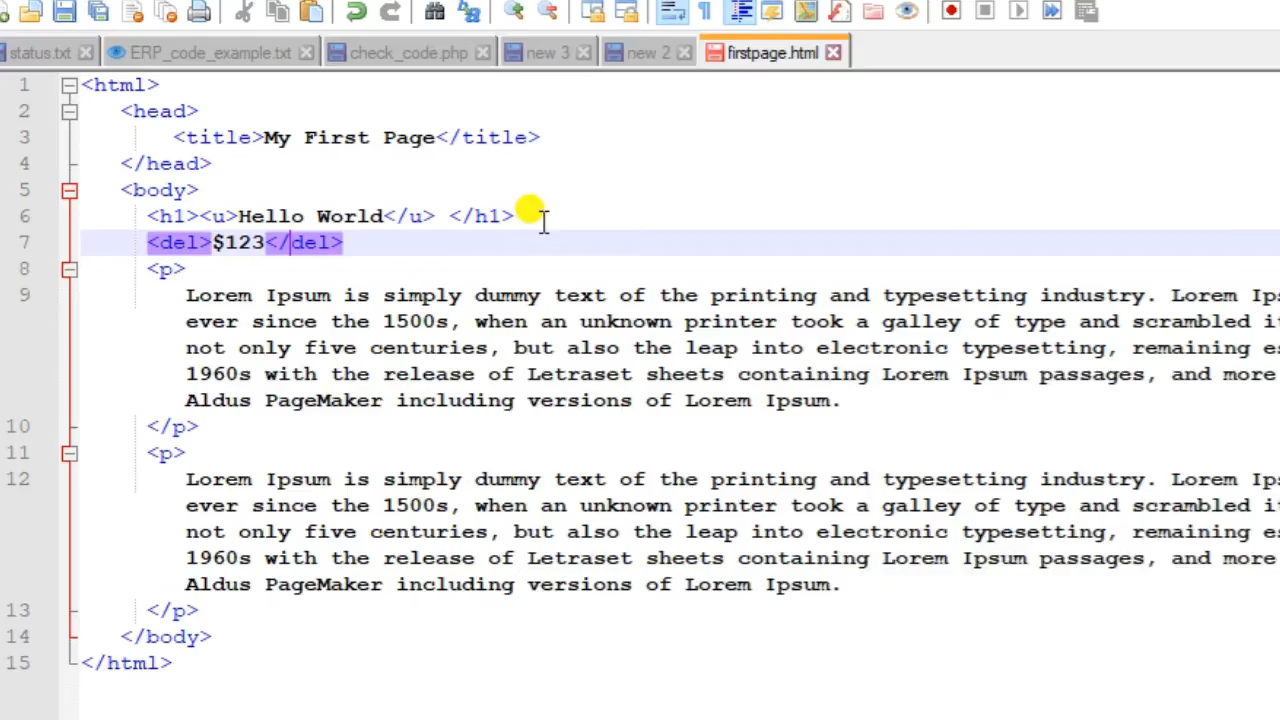 status.txt ERP_code_example.txt check_code.php new 3 new 2 firstpage.html
1 <html>
2 <head>
3 <title>My First Page</title>
4 </head>
5 <body>
6 <h1><u>Hello World</u> </h1>
7 <del>$123</del>
8 <p>
9 Lorem Ipsum is simply dummy text of the printing and typesetting industry. Lorem
ever since the 1500s, when an unknown printer took a galley of type and scrambled
not only five centuries, but also the leap into electronic typesetting, remaining
1960s with the release of Letraset sheets containing Lorem Ipsum passages, and more
Aldus PageMaker including versions of Lorem Ipsum.
10 </p>
11 <p>
12 Lorem Ipsum is simply dummy text of the printing and typesetting industry. Lorem
ever since the 1500s, when an unknown printer took a galley of type and scrambled
not only five centuries, but also the leap into electronic typesetting, remaining
1960s with the release of Letraset sheets containing Lorem Ipsum passages, and more
Aldus PageMaker including versions of Lorem Ipsum.
13 </p>
14 </body>
15 </html>